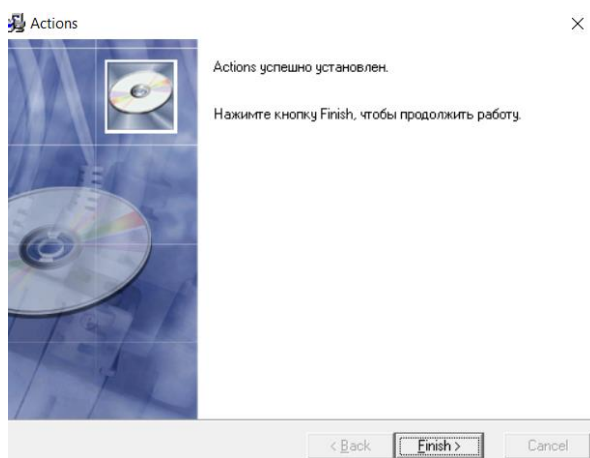 Actions
Actions успешно установлен.
Нажмите кнопку Finish, чтобы продолжить работу.
< Back
Finish >
Cancel